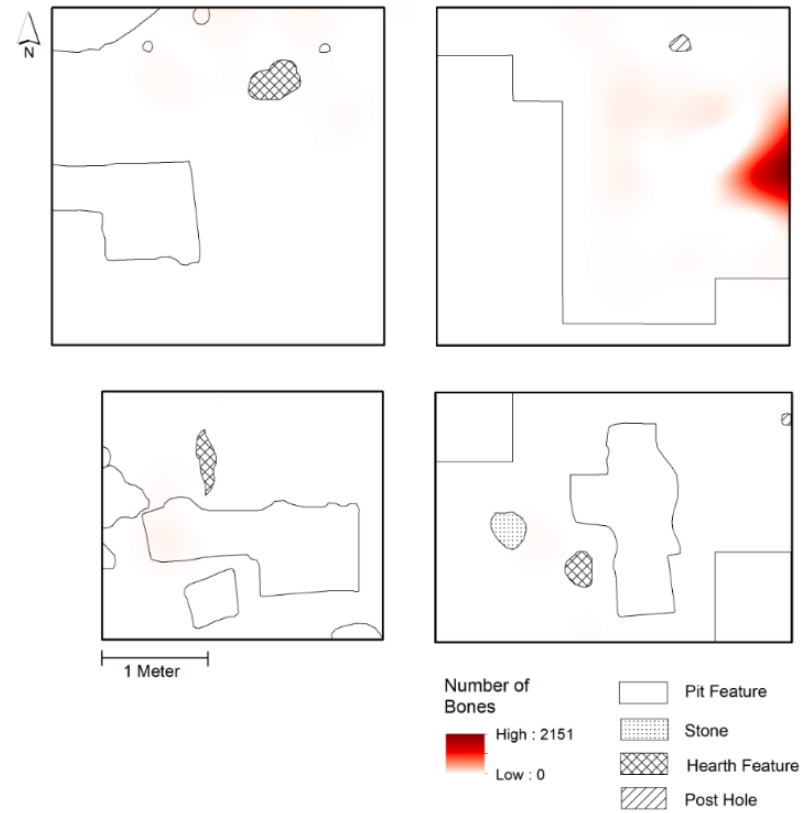 N
1 Meter
Number of
Bones
High : 2151
Low : 0
Pit Feature
Stone
Hearth Feature
Post Hole